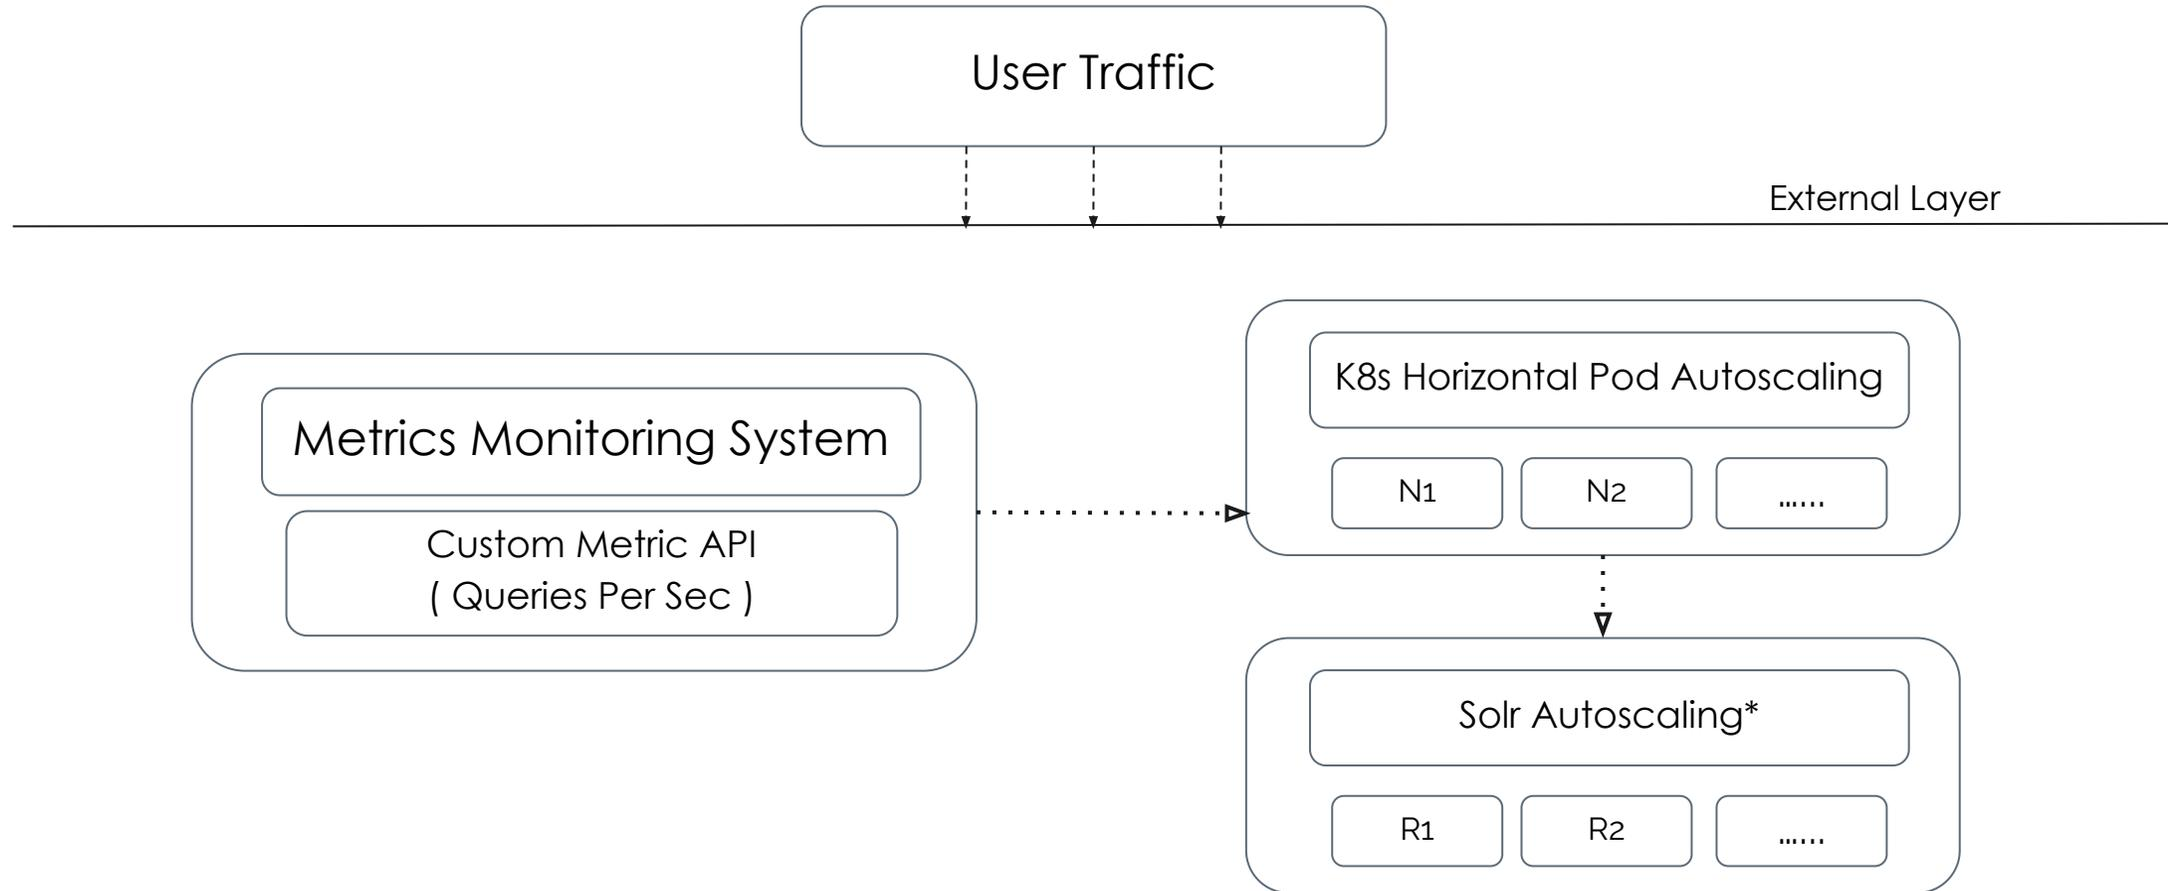 User Traffic
External Layer
K8s Horizontal Pod Autoscaling
N1
N2
......
Metrics Monitoring System
Custom Metric API
( Queries Per Sec )
Solr Autoscaling*
R1
R2
......